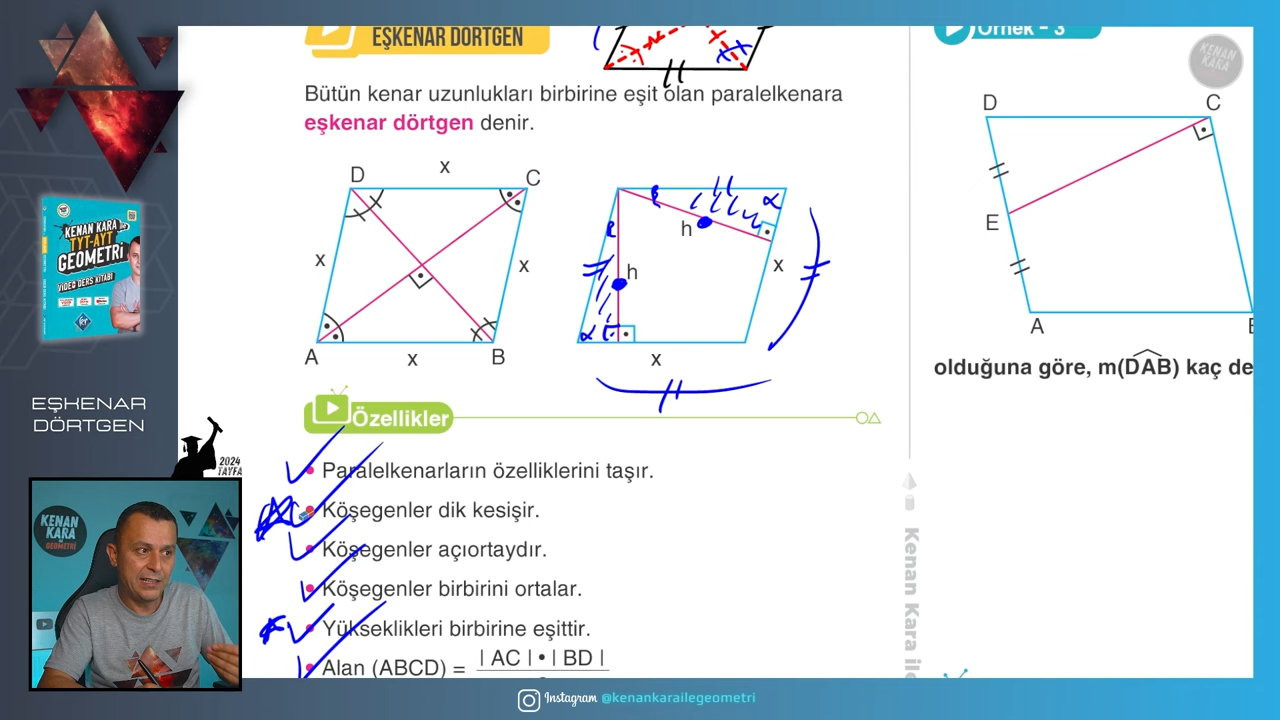 EŞKENAR DÖRTGEN
Bütün kenar uzunlukları birbirine eşit olan paralelkenara
eşkenar dörtgen denir.
D
x
C
x
x
A
x
B
h
α
h
x
α
x
Özellikler
Paralelkenarların özelliklerini taşır.
Köşegenler dik kesişir.
Köşegenler açıortaydır.
Köşegenler birbirini ortalar.
Yükseklikleri birbirine eşittir.
Alan (ABCD) = | AC | • | BD |
Örnek - 3
KENAN
KARA
D
C
E
A
olduğuna göre, m(DAB) kaç de
Kenan Kara ile
KENAN KARA
TYT-AYT
GEOMETRİ
VİDEO DERS KİTABI
EŞKENAR
DÖRTGEN
2024
TAYFA
KENAN
KARA
GEOMETRİ
Instagram @kenankarailegeometri